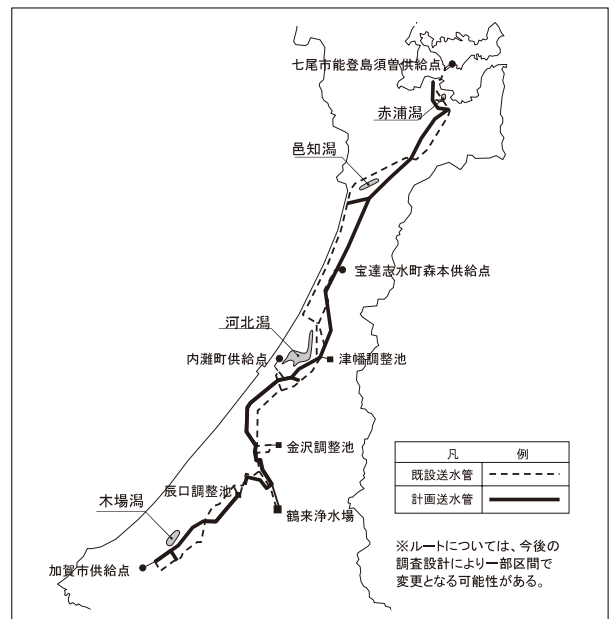 七尾市能登島須曽供給点
赤浦潟
邑知潟
宝達志水町森本供給点
河北潟
内灘町供給点
津幡調整池
金沢調整池
辰口調整池
木場潟
鶴来浄水場
加賀市供給点
凡 例
既設送水管
計画送水管
※ルートについては、今後の
調査設計により一部区間で
変更となる可能性がある。